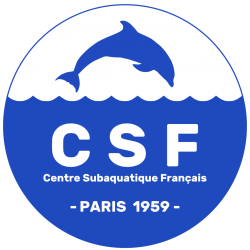 CSF
Centre Subaquatique Français
- PARIS 1959 -